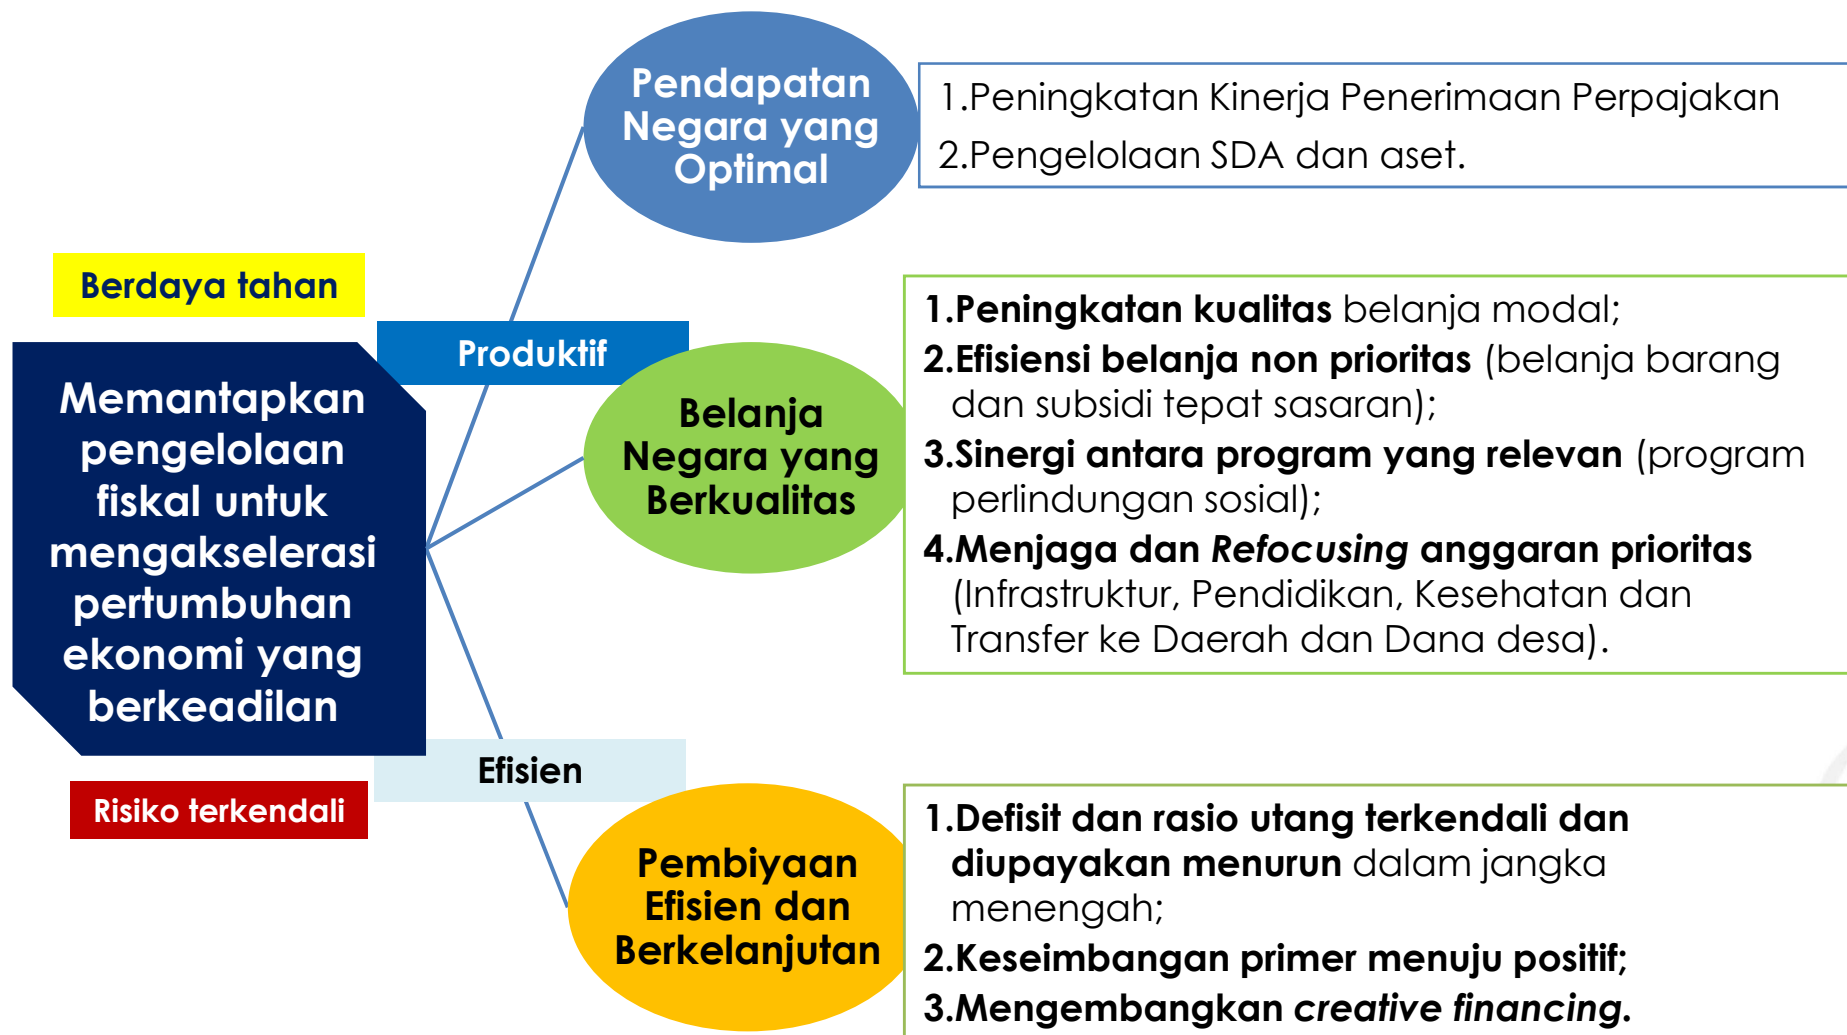 Pendapatan
Negara yang
Optimal
1.Peningkatan Kinerja Penerimaan Perpajakan
2.Pengelolaan SDA dan aset.
Berdaya tahan
Produktif
Memantapkan
pengelolaan
fiskal untuk
mengakselerasi
pertumbuhan
ekonomi yang
berkeadilan
Belanja
Negara yang
Berkualitas
1.Peningkatan kualitas belanja modal;
2.Efisiensi belanja non prioritas (belanja barang
dan subsidi tepat sasaran);
3.Sinergi antara program yang relevan (program
perlindungan sosial);
4.Menjaga dan Refocusing anggaran prioritas
(Infrastruktur, Pendidikan, Kesehatan dan
Transfer ke Daerah dan Dana desa).
Efisien
Risiko terkendali
Pembiyaan
Efisien dan
Berkelanjutan
1.Defisit dan rasio utang terkendali dan
diupayakan menurun dalam jangka
menengah;
2.Keseimbangan primer menuju positif;
3.Mengembangkan creative financing.